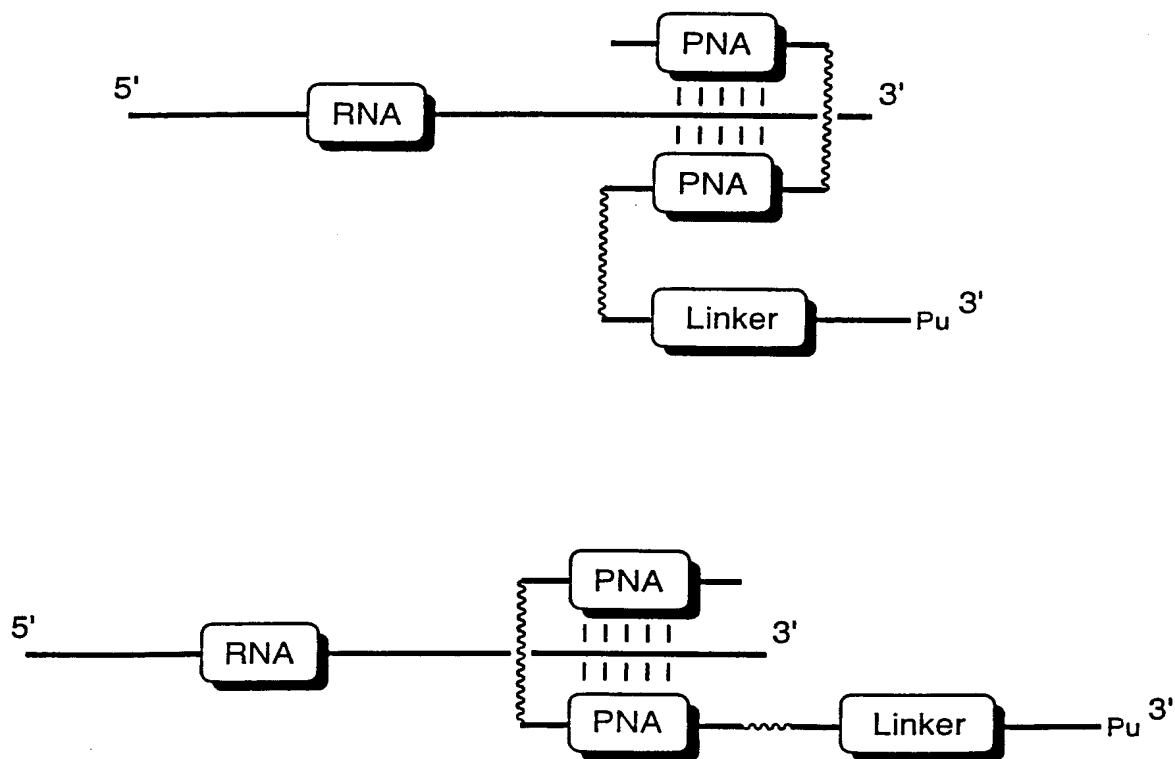 PNA
5'
3'
RNA
PNA
Linker
Pu 3'
PNA
5'
3'
RNA
PNA
Linker
Pu 3'